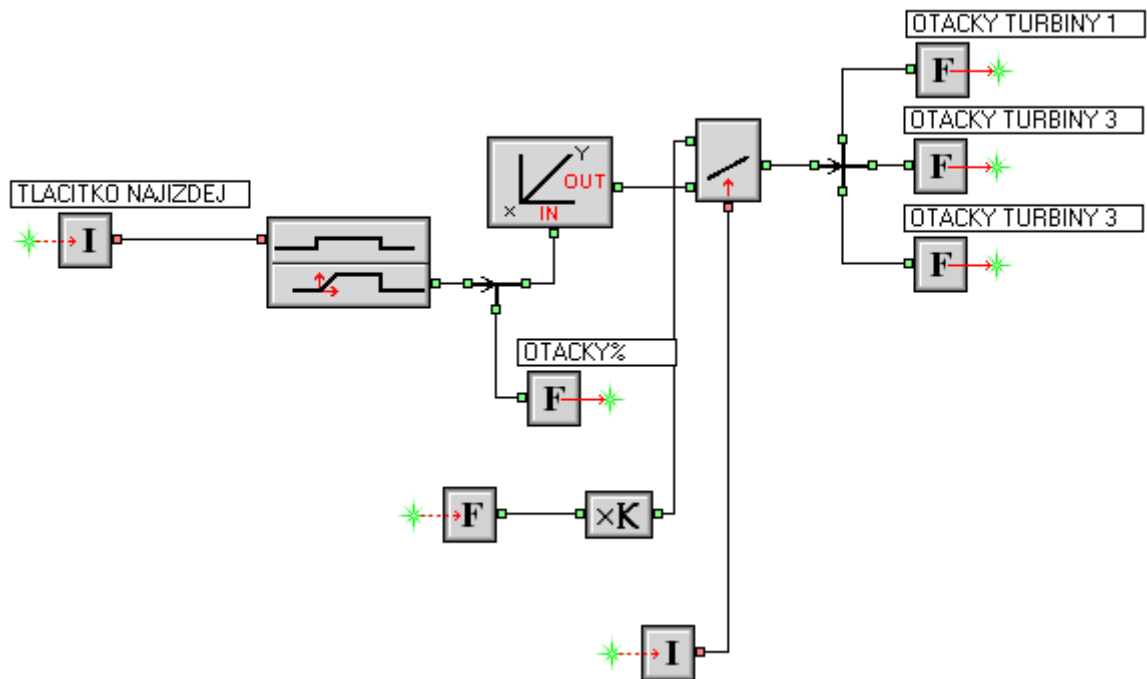 OTACKY TURBINY 1
F
OTACKY TURBINY 3
F
Y
OUT
X
IN
TLACITKO NAJIZDEJ
I
OTACKY TURBINY 3
F
OTACKY%
F
F
×K
I